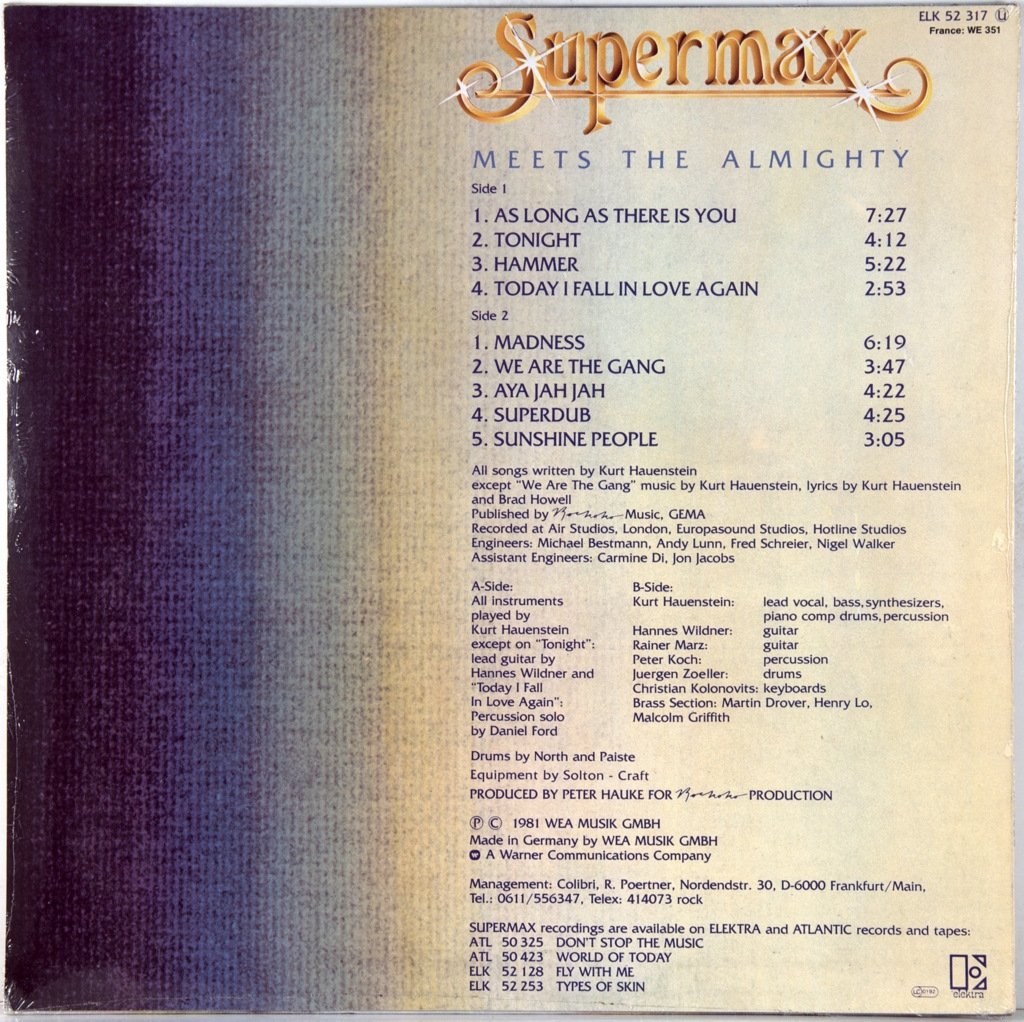 ELK 52 317 U
France: WE 351
Supermax
MEETS THE ALMIGHTY
Side 1
1. AS LONG AS THERE IS YOU 7:27
2. TONIGHT 4:12
3. HAMMER 5:22
4. TODAY I FALL IN LOVE AGAIN 2:53
Side 2
1. MADNESS 6:19
2. WE ARE THE GANG 3:47
3. AYA JAH JAH 4:22
4. SUPERDUB 4:25
5. SUNSHINE PEOPLE 3:05
All songs written by Kurt Hauenstein
except "We Are The Gang" music by Kurt Hauenstein, lyrics by Kurt Hauenstein
and Brad Howell
Published by Rockoko Music, GEMA
Recorded at Air Studios, London, Europasound Studios, Hotline Studios
Engineers: Michael Bestmann, Andy Lunn, Fred Schreier, Nigel Walker
Assistant Engineers: Carmine Di, Jon Jacobs
A-Side:
All instruments
played by
Kurt Hauenstein
except on "Tonight":
lead guitar by
Hannes Wildner and
"Today I Fall
In Love Again":
Percussion solo
by Daniel Ford
B-Side:
Kurt Hauenstein: lead vocal, bass, synthesizers,
piano comp drums, percussion
Hannes Wildner: guitar
Rainer Marz: guitar
Peter Koch: percussion
Juergen Zoeller: drums
Christian Kolonovits: keyboards
Brass Section: Martin Drover, Henry Lo,
Malcolm Griffith
Drums by North and Paiste
Equipment by Solton - Craft
PRODUCED BY PETER HAUKE FOR Rockoko PRODUCTION
℗ © 1981 WEA MUSIK GMBH
Made in Germany by WEA MUSIK GMBH
A Warner Communications Company
Management: Colibri, R. Poertner, Nordendstr. 30, D-6000 Frankfurt/Main,
Tel.: 0611/556347, Telex: 414073 rock
SUPERMAX recordings are available on ELEKTRA and ATLANTIC records and tapes:
ATL 50 325 DON'T STOP THE MUSIC
ATL 50 423 WORLD OF TODAY
ELK 52 128 FLY WITH ME
ELK 52 253 TYPES OF SKIN
LC 0192
elektra